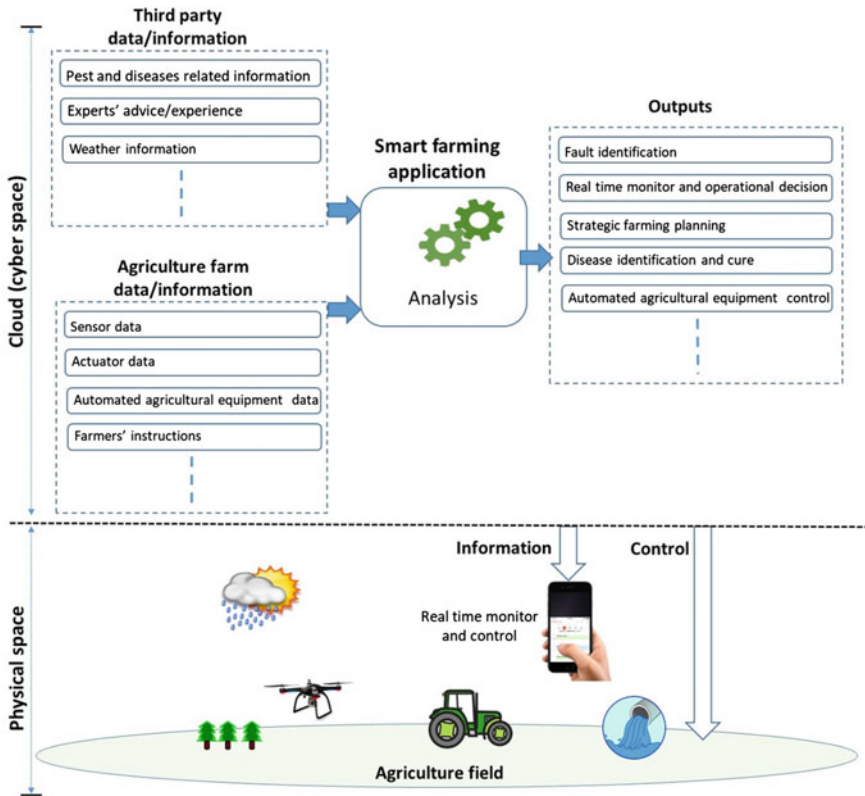 Third party
data/information
Pest and diseases related information
Experts' advice/experience
Weather information
Agriculture farm
data/information
Sensor data
Actuator data
Automated agricultural equipment data
Farmers' instructions
Smart farming
application
Analysis
Outputs
Fault identification
Real time monitor and operational decision
Strategic farming planning
Disease identification and cure
Automated agricultural equipment control
Cloud (cyber space)
Information
Control
Real time monitor
and control
Physical space
Agriculture field